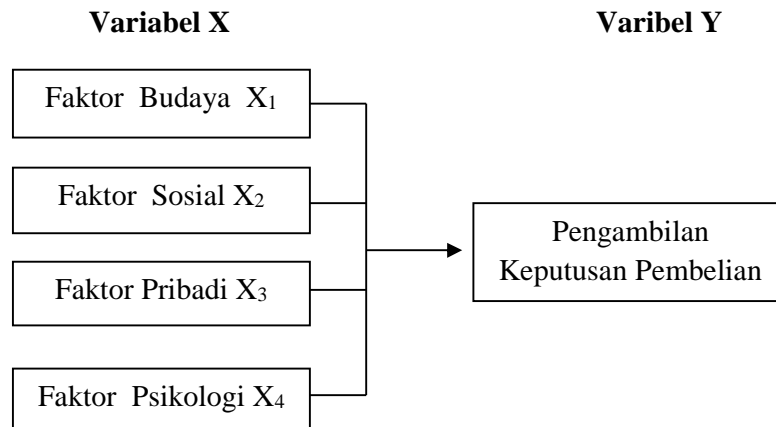 Variabel X
Varibel Y
Faktor Budaya X₁
Faktor Sosial X₂
Faktor Pribadi X₃
Faktor Psikologi X₄
Pengambilan
Keputusan Pembelian